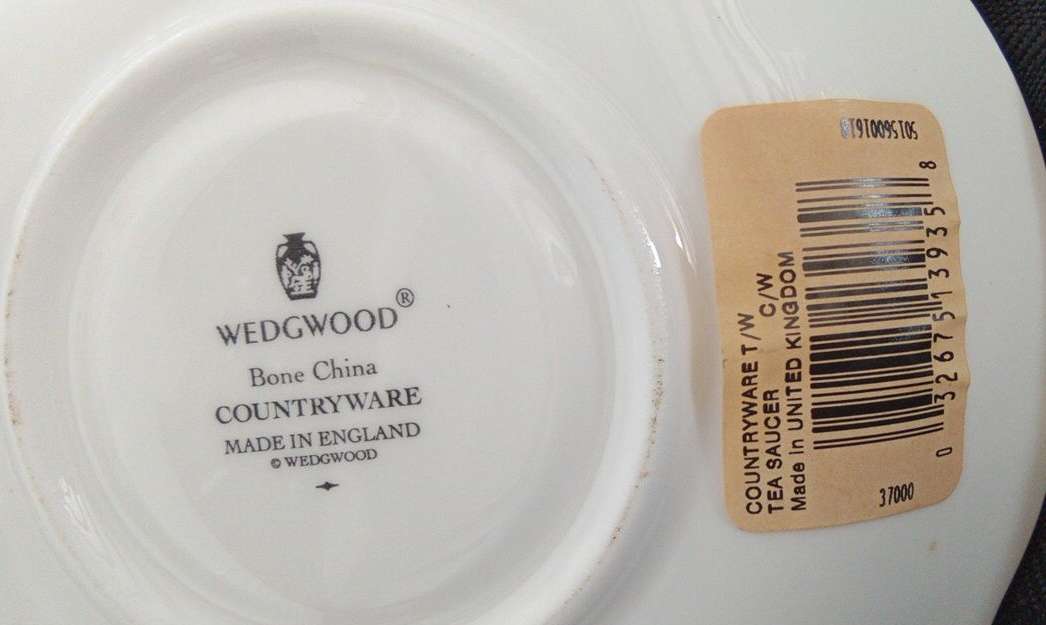 WEDGWOOD®
Bone China
COUNTRYWARE
MADE IN ENGLAND
© WEDGWOOD
COUNTRYWARE T/W
TEA SAUCER C/W
Made in UNITED KINGDOM
0 32675 13935 8
37000